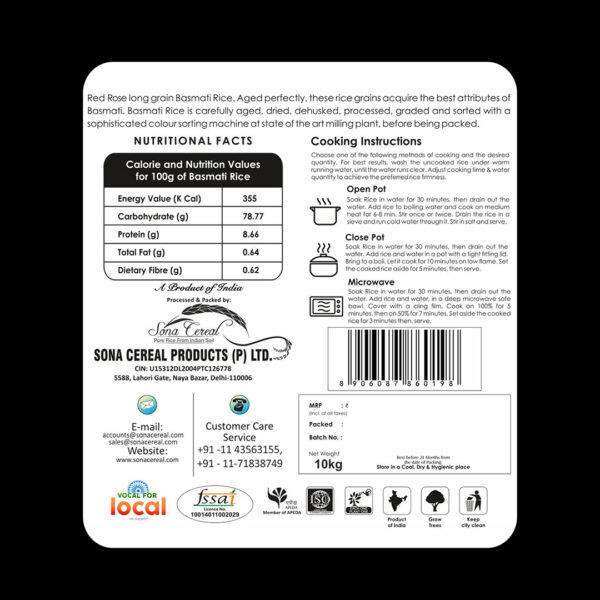 Red Rose long grain Basmati Rice. Aged perfectly, these rice grains acquire the best attributes of
Basmati. Basmati Rice is carefully aged, dried, dehusked, processed, graded and sorted with a
sophisticated colour sorting machine at state of the art milling plant, before being packed.
NUTRITIONAL FACTS
Calorie and Nutrition Values
for 100g of Basmati Rice
Energy Value (K Cal) 355
Carbohydrate (g) 78.77
Protein (g) 8.66
Total Fat (g) 0.64
Dietary Fibre (g) 0.62
A Product of India
Processed & Packed by:
Sona Cereal
Pure Rice From Indian Soil
SONA CEREAL PRODUCTS (P) LTD.
CIN: U15312DL2004PTC126778
5588, Lahori Gate, Naya Bazar, Delhi-110006
E-mail:
accounts@sonacereal.com
sales@sonacereal.com
Website:
www.sonacereal.com
Customer Care
Service
+91 -11 43563155,
+91 - 11-71838749
Cooking Instructions
Choose one of the following methods of cooking and the desired
quantity. For best results, wash the uncooked rice under warm
running water, until the water runs clear. Adjust cooking time & water
quantity to achieve the preferred rice firmness.
Open Pot
Soak Rice in water for 30 minutes, then drain out the
water. Add rice to boiling water and cook on medium
heat for 6-8 min. Stir once or twice. Drain the rice in a
sieve and run cold water through it. Stir in salt and serve.
Close Pot
Soak Rice in water for 30 minutes, then drain out the
water. Add rice and water in a pot with a tight fitting lid.
Bring to a boil. Let it cook for 10 minutes on low flame. Set
the cooked rice aside for 5 minutes, then serve.
Microwave
Soak Rice in water for 30 minutes, then drain out the
water. Add rice and water, in a deep microwave safe
bowl. Cover with a cling film. Cook on 100% for 5
minutes, then on 50% for 7 minutes. Set aside the cooked
rice for 3 minutes then, serve.
8 906087 860198
MRP : ₹
(incl. of all taxes)
Packed :
Batch No. :
Net Weight
10kg
Best before 24 Months from
the date of Packing.
Store in a Cool, Dry & Hygienic place
VOCAL FOR
local
fssai
Licence No.
10014011002029
APEDA
Member of APEDA
ISO
Product
of India
Grow
Trees
Keep
city clean